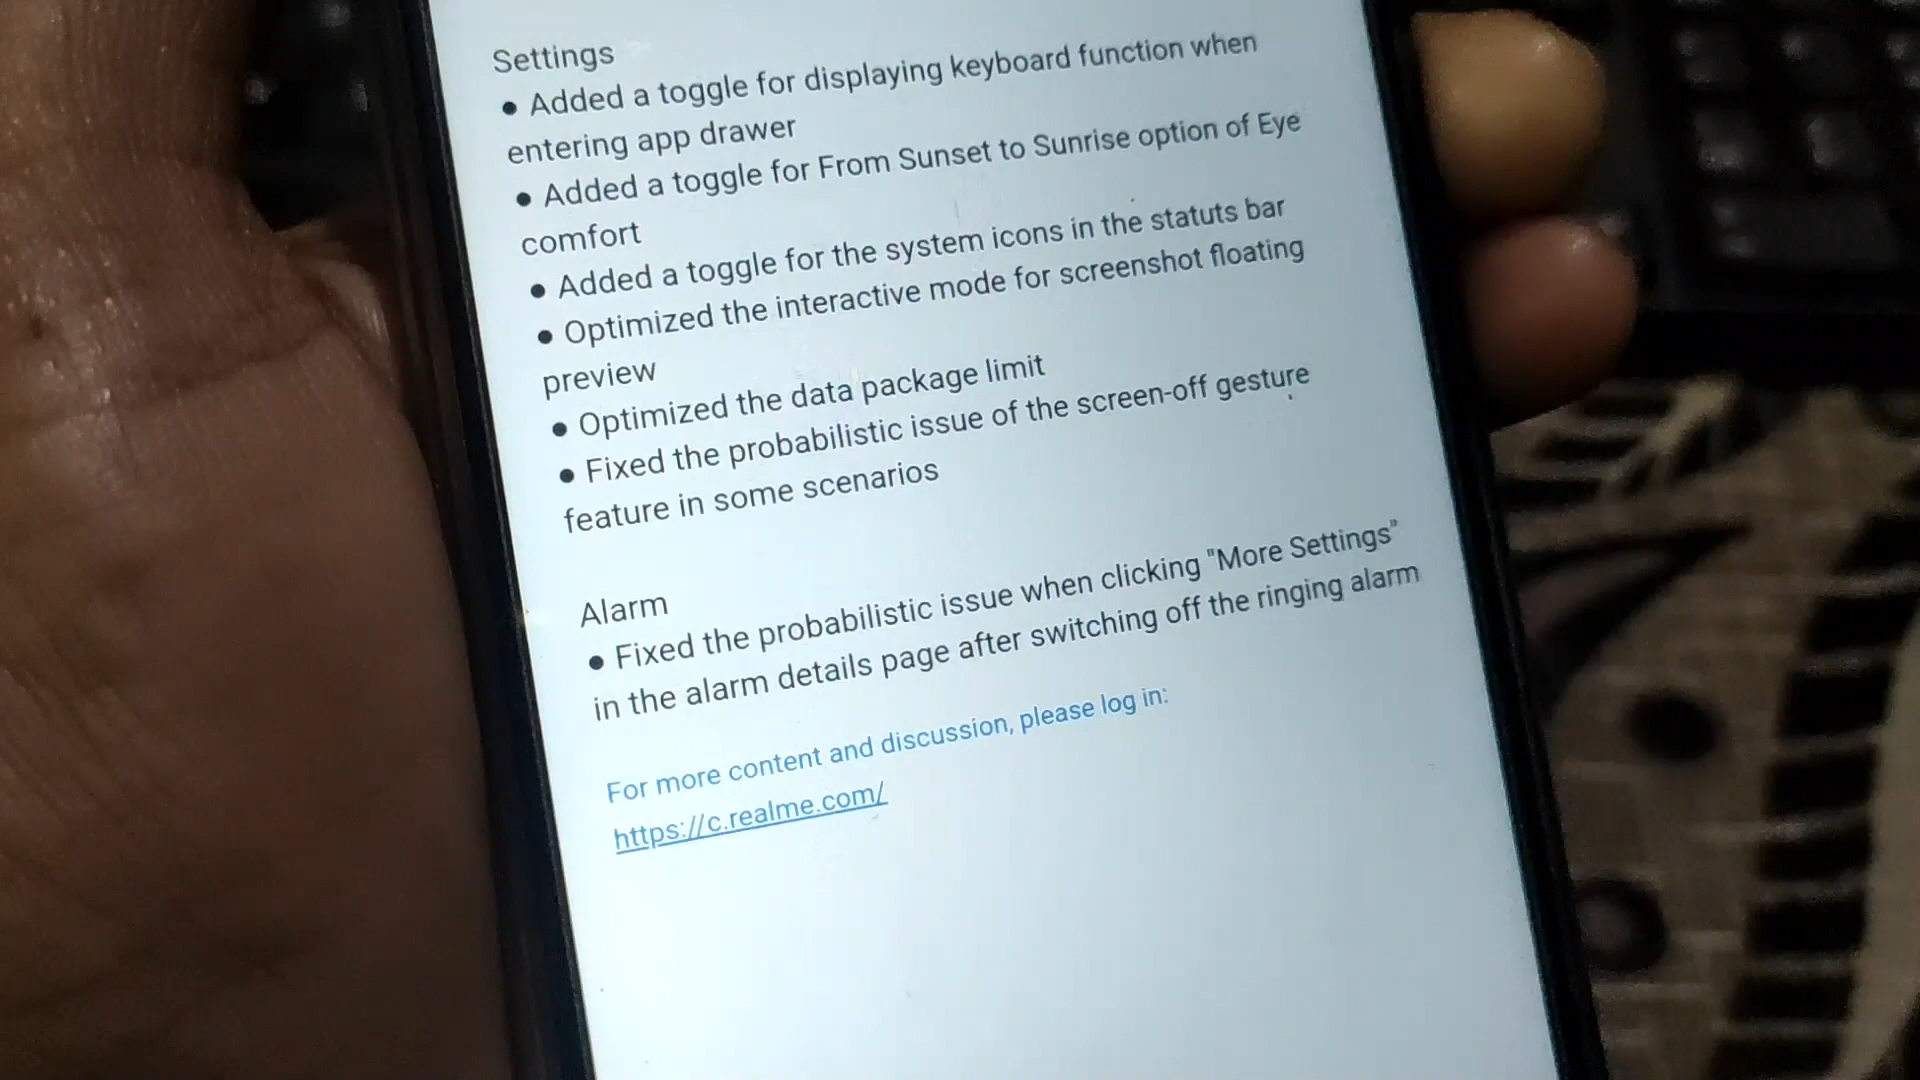 Settings
● Added a toggle for displaying keyboard function when
entering app drawer
● Added a toggle for From Sunset to Sunrise option of Eye
comfort
● Added a toggle for the system icons in the statuts bar
● Optimized the interactive mode for screenshot floating
preview
● Optimized the data package limit
● Fixed the probabilistic issue of the screen-off gesture
feature in some scenarios
Alarm
● Fixed the probabilistic issue when clicking "More Settings"
in the alarm details page after switching off the ringing alarm
For more content and discussion, please log in:
https://c.realme.com/